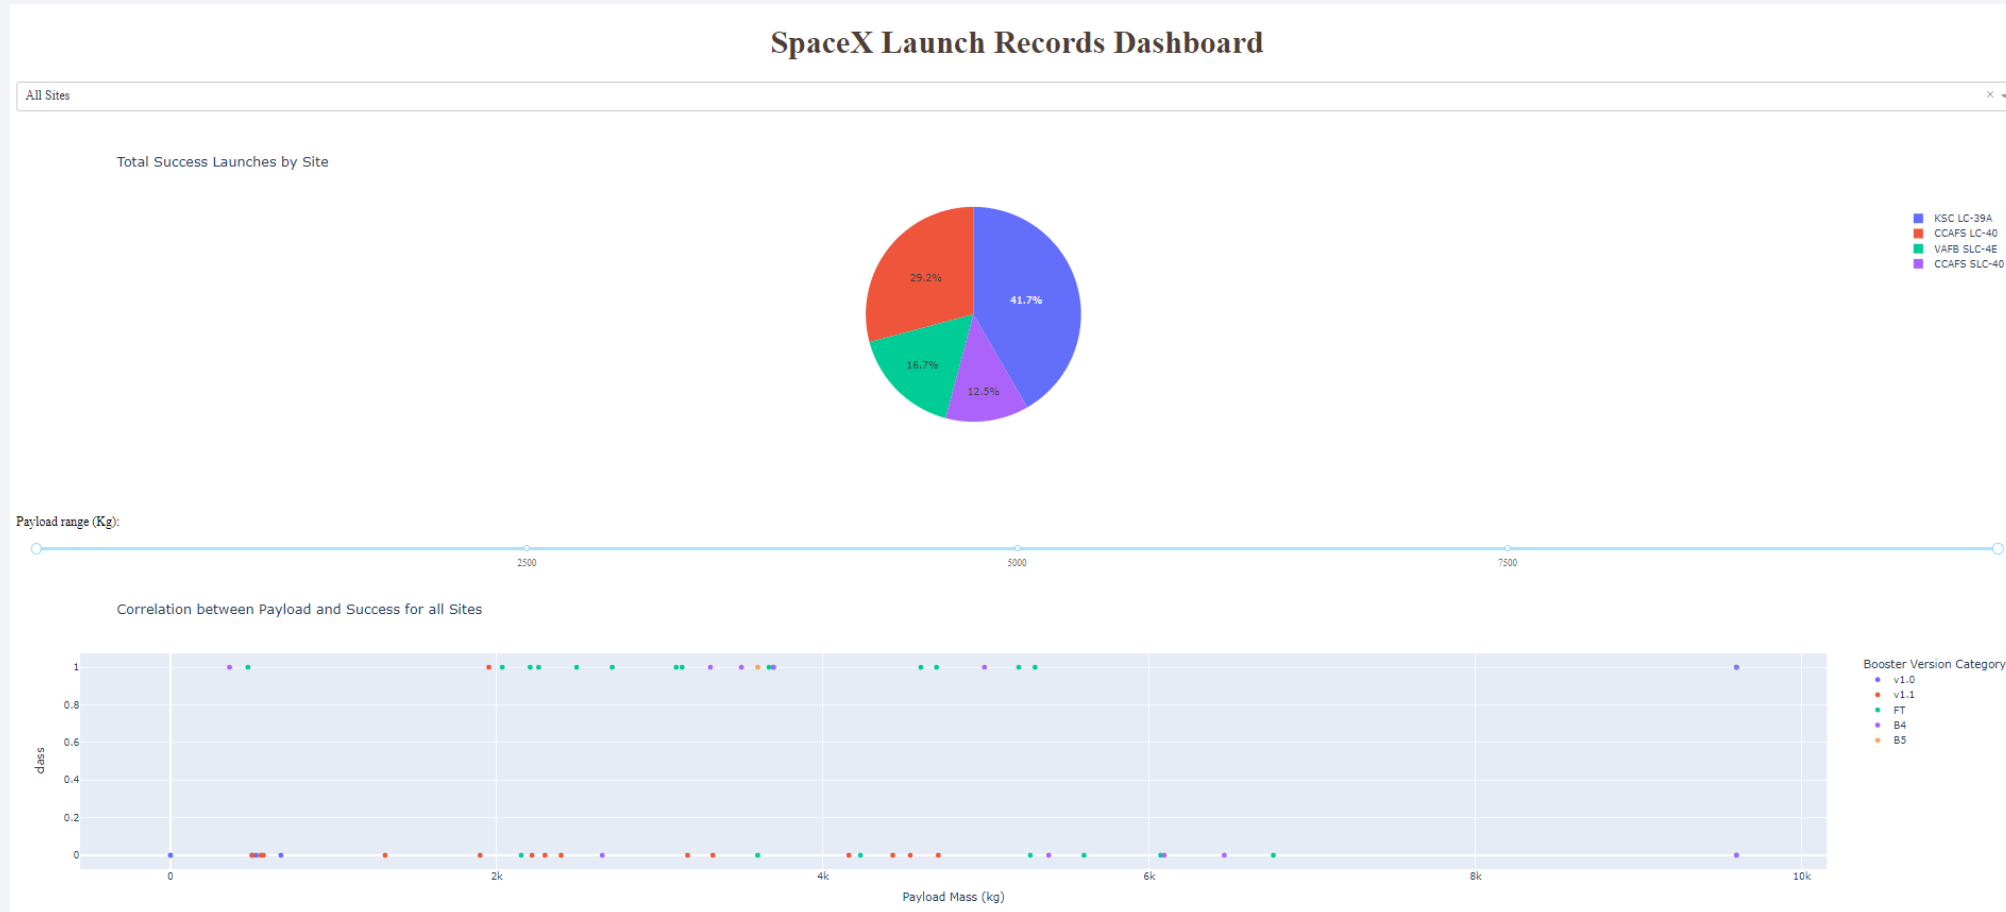 SpaceX Launch Records Dashboard
All Sites
×
Total Success Launches by Site
29.2%
41.7%
16.7%
12.5%
KSC LC-39A
CCAFS LC-40
VAFB SLC-4E
CCAFS SLC-40
Payload range (Kg):
2500 5000 7500
Correlation between Payload and Success for all Sites
1
0.8
0.6
0.4
0.2
0
class
0 2k 4k 6k 8k 10k
Payload Mass (kg)
Booster Version Category
v1.0
v1.1
FT
B4
B5